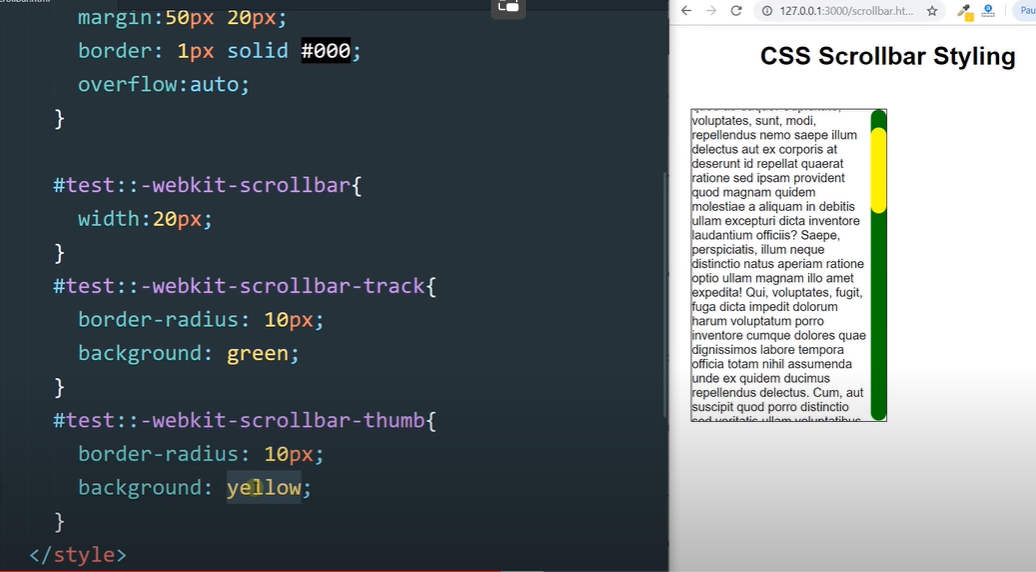 scrollbar.html
margin:50px 20px;
border: 1px solid #000;
overflow:auto;
}
#test::-webkit-scrollbar{
width:20px;
}
#test::-webkit-scrollbar-track{
border-radius: 10px;
background: green;
}
#test::-webkit-scrollbar-thumb{
border-radius: 10px;
background: yellow;
}
</style>
127.0.0.1:3000/scrollbar.ht...
Pau
CSS Scrollbar Styling
voluptates, sunt, modi,
repellendus nemo saepe illum
delectus aut ex corporis at
deserunt id repellat quaerat
ratione sed ipsam provident
quod magnam quidem
molestiae a aliquam in debitis
ullam excepturi dicta inventore
laudantium officiis? Saepe,
perspiciatis, illum neque
distinctio natus aperiam ratione
optio ullam magnam illo amet
expedita! Qui, voluptates, fugit,
fuga dicta impedit dolorum
harum voluptatum porro
inventore cumque dolores quae
dignissimos labore tempora
officia totam nihil assumenda
unde ex quidem ducimus
repellendus delectus. Cum, aut
suscipit quod porro distinctio
sed veritatis ullam voluptatibus